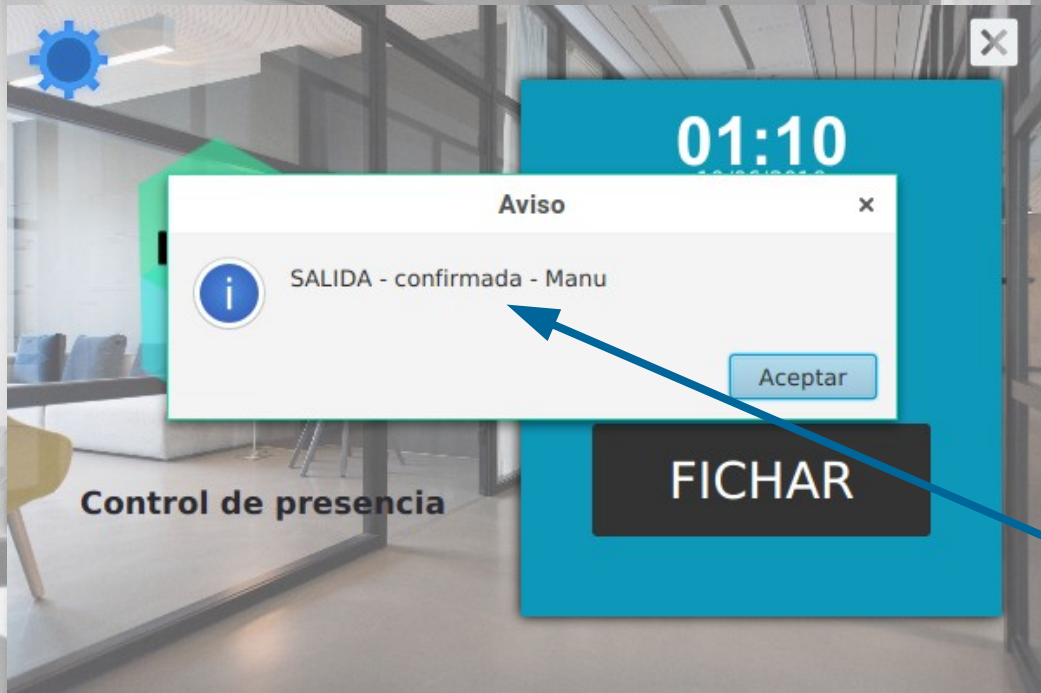 01:10
Aviso
SALIDA - confirmada - Manu
Aceptar
FICHAR
Control de presencia